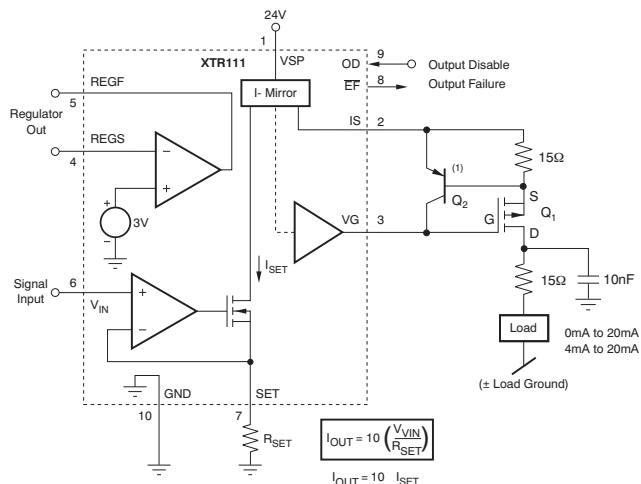 24V
1
VSP
XTR111
OD
9
Output Disable
EF
8
Output Failure
REGF
5
I- Mirror
Regulator
Out
IS
2
REGS
4
(1)
15Ω
Q2
S
G
Q1
D
3V
VG
3
ISET
15Ω
10nF
Signal
Input
6
VIN
Load
0mA to 20mA
4mA to 20mA
(± Load Ground)
GND
SET
10
7
RSET
IOUT = 10 (VVIN
RSET)
IOUT = 10 ISET